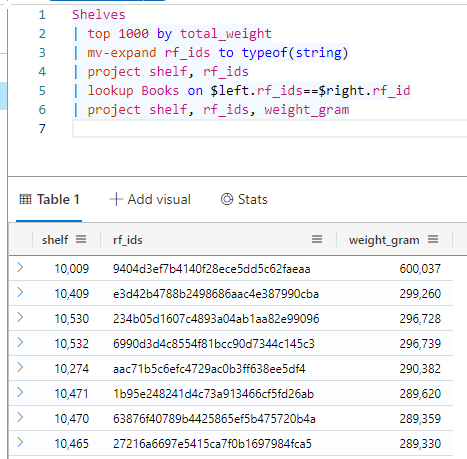 1 Shelves
2 | top 1000 by total_weight
3 | mv-expand rf_ids to typeof(string)
4 | project shelf, rf_ids
5 | lookup Books on $left.rf_ids==$right.rf_id
6 | project shelf, rf_ids, weight_gram
7
Table 1 Add visual Stats
shelf rf_ids weight_gram
10,009 9404d3ef7b4140f28ece5dd5c62faeaa 600,037
10,409 e3d42b4788b2498686aac4e387990cba 299,260
10,530 234b05d1607c4893a04ab1aa82e99096 296,728
10,532 6990d3d4c8554f81bcc90d7344c145c3 296,739
10,274 aac71b5c6efc4729ac0b3ff638ee5df4 290,382
10,471 1b95e248241d4c73a913466cf5fd26ab 289,620
10,470 63876f40789b4425865ef5b475720b4a 289,359
10,465 27216a6697e5415ca7f0b1697984fca5 289,330